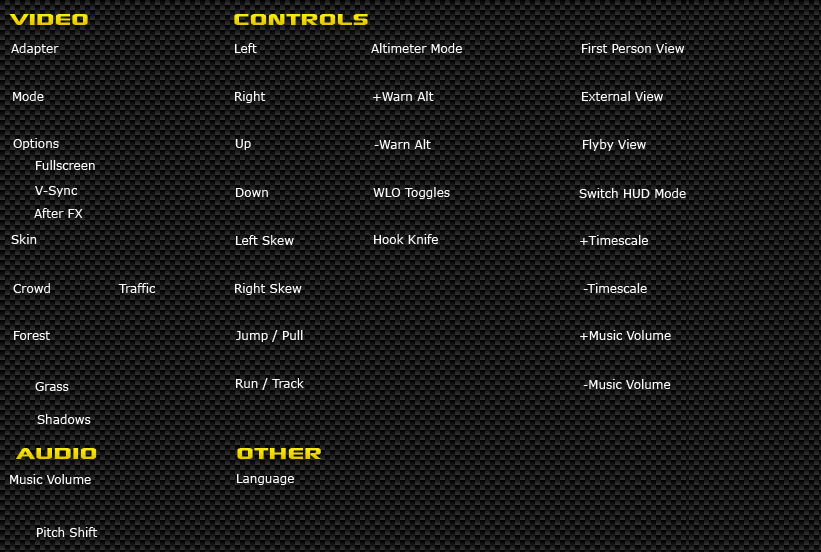 VIDEO
Adapter
Mode
Options
Fullscreen
V-Sync
After FX
Skin
Crowd Traffic
Forest
Grass
Shadows
AUDIO
Music Volume
Pitch Shift
CONTROLS
Left
Right
Up
Down
Left Skew
Right Skew
Jump / Pull
Run / Track
Altimeter Mode
+Warn Alt
-Warn Alt
WLO Toggles
Hook Knife
First Person View
External View
Flyby View
Switch HUD Mode
+Timescale
-Timescale
+Music Volume
-Music Volume
OTHER
Language